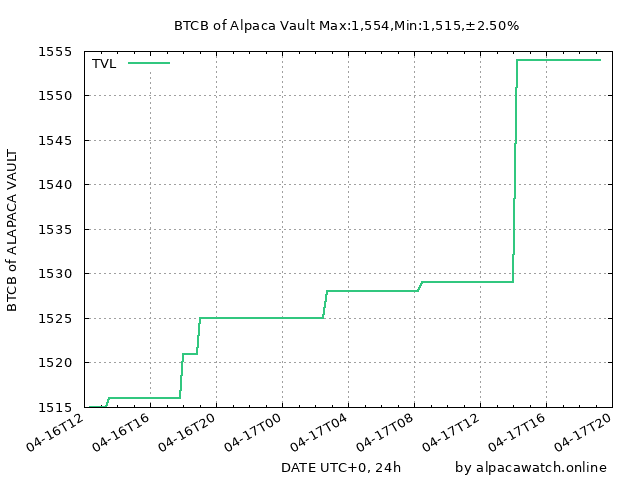 BTCB of Alpaca Vault Max:1,554,Min:1,515,±2.50%
TVL
1555
1550
1545
1540
1535
1530
1525
1520
1515
BTCB of ALAPACA VAULT
04-16T12
04-16T16
04-16T20
04-17T00
04-17T04
04-17T08
04-17T12
04-17T16
04-17T20
DATE UTC+0, 24h
by alpacawatch.online